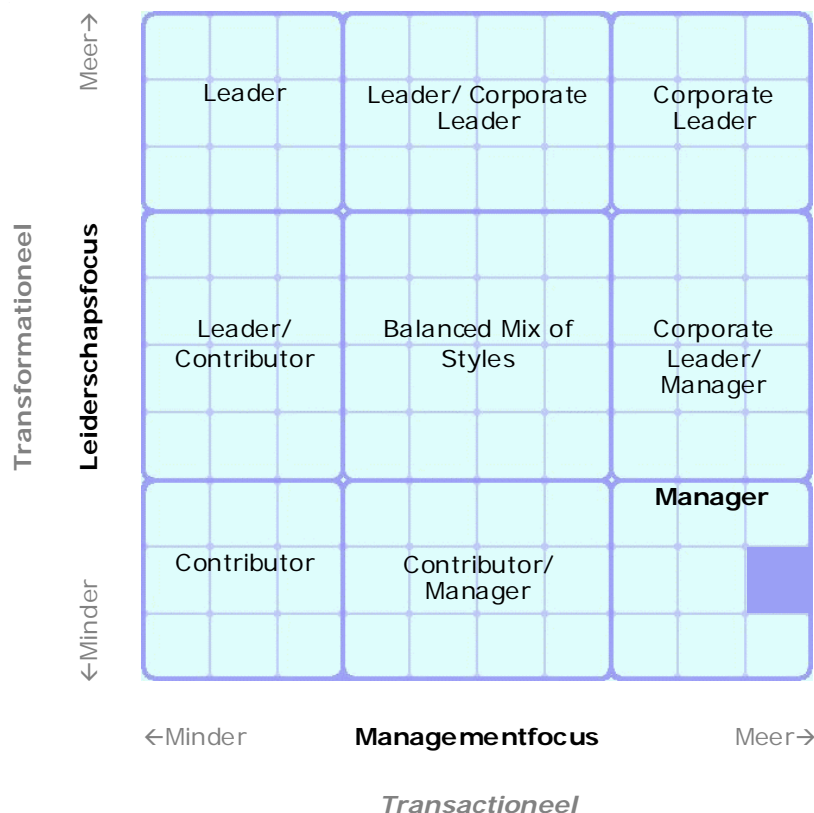 Meer→
Transformationeel
Leiderschapsfocus
←Minder
Leader
Leader/ Corporate
Leader
Corporate
Leader
Leader/
Contributor
Balanced Mix of
Styles
Corporate
Leader/
Manager
Contributor
Contributor/
Manager
Manager
←Minder
Managementfocus
Meer→
Transactioneel